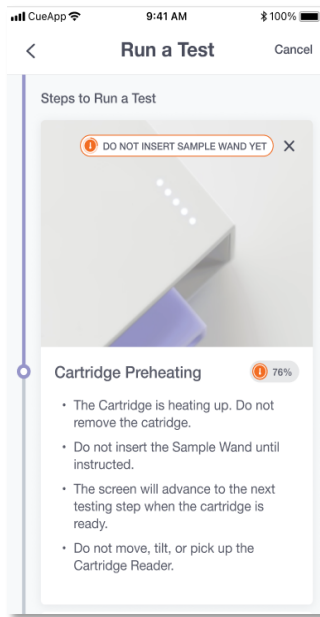 CueApp 9:41 AM 100%
Run a Test Cancel
Steps to Run a Test
DO NOT INSERT SAMPLE WAND YET
Cartridge Preheating 76%
• The Cartridge is heating up. Do not
remove the catridge.
• Do not insert the Sample Wand until
instructed.
• The screen will advance to the next
testing step when the cartridge is
ready.
• Do not move, tilt, or pick up the
Cartridge Reader.